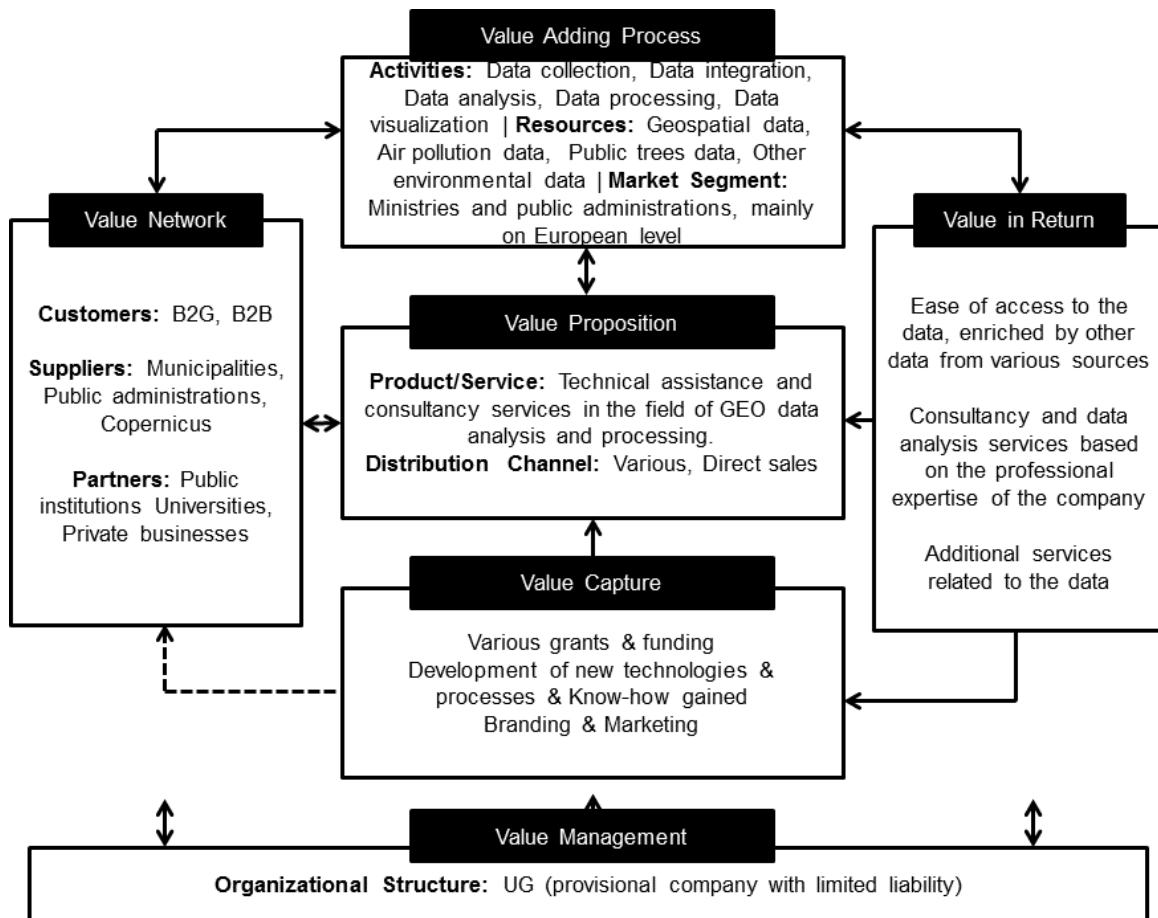 Value Adding Process
Activities: Data collection, Data integration,
Data analysis, Data processing, Data
visualization | Resources: Geospatial data,
Air pollution data, Public trees data, Other
environmental data | Market Segment:
Ministries and public administrations, mainly
on European level
Value Network
Customers: B2G, B2B
Suppliers: Municipalities,
Public administrations,
Copernicus
Partners: Public
institutions Universities,
Private businesses
Value Proposition
Product/Service: Technical assistance and
consultancy services in the field of GEO data
analysis and processing.
Distribution Channel: Various, Direct sales
Value in Return
Ease of access to the
data, enriched by other
data from various sources
Consultancy and data
analysis services based
on the professional
expertise of the company
Additional services
related to the data
Value Capture
Various grants & funding
Development of new technologies &
processes & Know-how gained
Branding & Marketing
Value Management
Organizational Structure: UG (provisional company with limited liability)